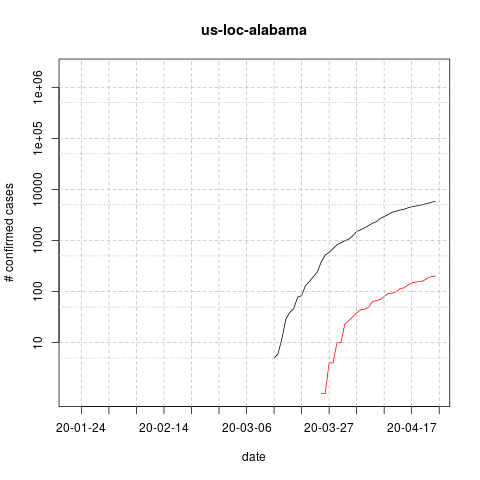 us-loc-alabama
# confirmed cases
1e+06
1e+05
10000
1000
100
10
20-01-24
20-02-14
20-03-06
20-03-27
20-04-17
date